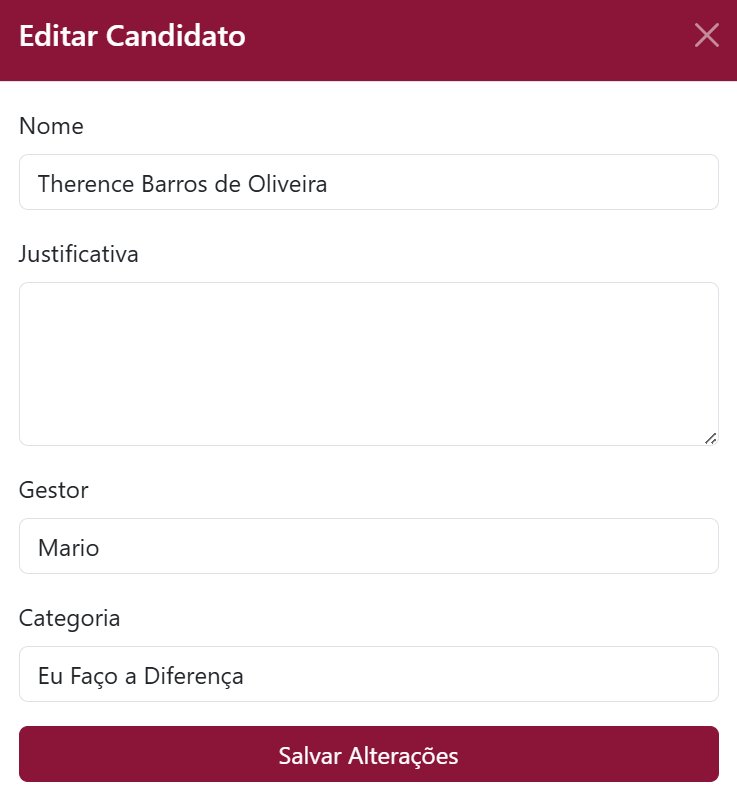 Editar Candidato
Nome
Therence Barros de Oliveira
Justificativa
Gestor
Mario
Categoria
Eu Faço a Diferença
Salvar Alterações